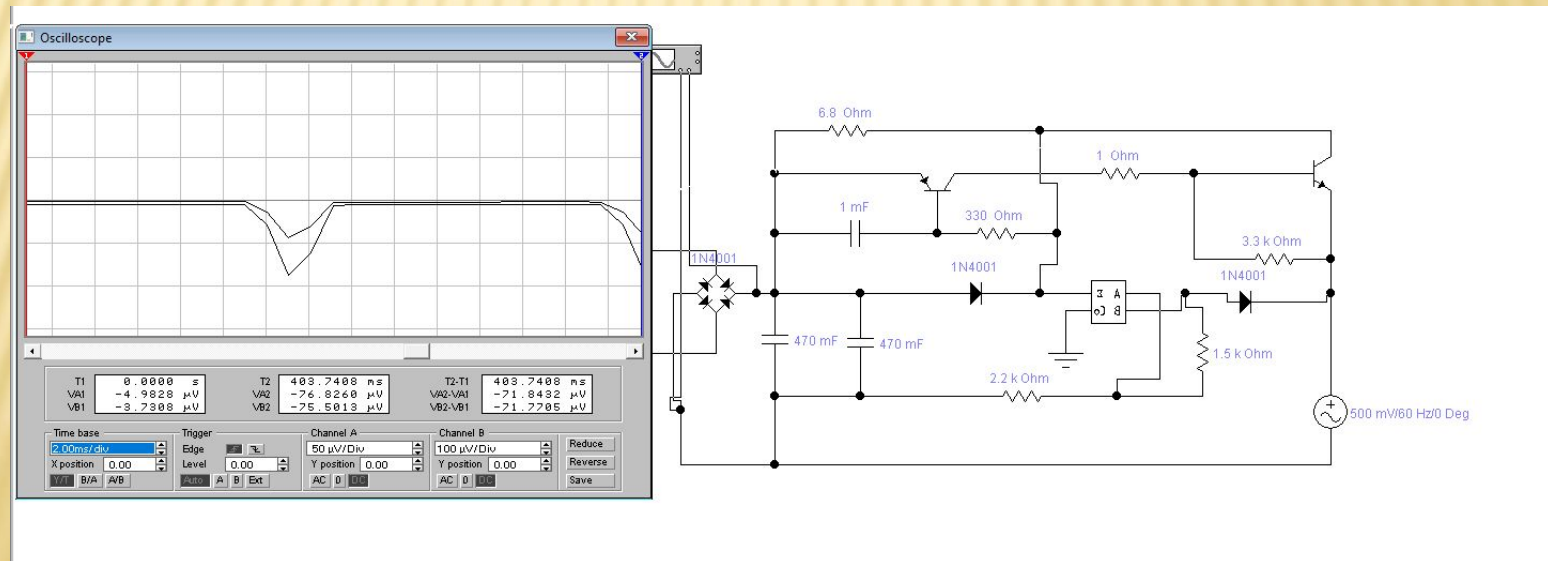 Oscilloscope
1
2
6.8 Ohm
1 Ohm
1 mF
330 Ohm
3.3 k Ohm
1N4001
1N4001
1N4001
470 mF
470 mF
1.5 k Ohm
2.2 k Ohm
500 mV/60 Hz/0 Deg
T1 0.0000 s T2 403.7408 ms T2-T1 403.7408 ms
VA1 -4.9828 µV VA2 -76.8260 µV VA2-VA1 -71.8432 µV
VB1 -3.7308 µV VB2 -75.5013 µV VB2-VB1 -71.7705 µV
Time base Trigger Channel A Channel B
2.00ms/div Edge 50 µV/Div 100 µV/Div Reduce
X position 0.00 Level 0.00 Y position 0.00 Y position 0.00 Reverse
Y/T B/A A/B Auto A B Ext AC 0 DC AC 0 DC Save